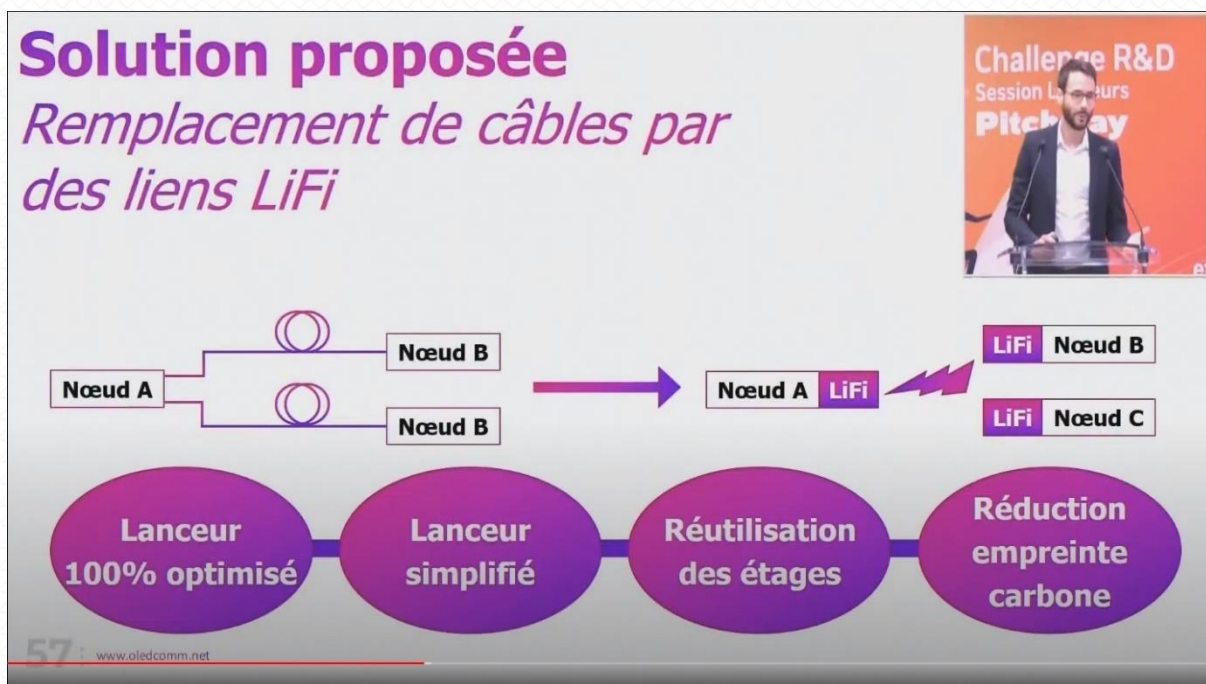 Solution proposée
Remplacement de câbles par
des liens LiFi
Challenge R&D
Session
Pitch
Nœud A
Nœud B
Nœud B
Nœud A LiFi
LiFi Nœud B
LiFi Nœud C
Lanceur
100% optimisé
Lanceur
simplifié
Réutilisation
des étages
Réduction
empreinte
carbone
57
www.oledcomm.net